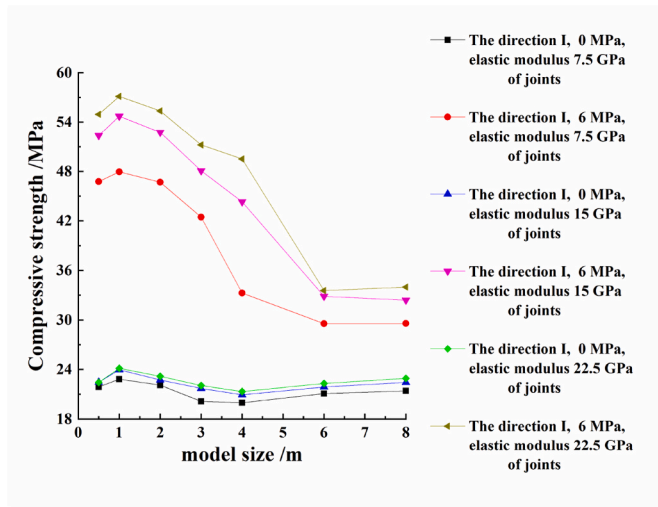 Compressive strength /MPa
60
54
48
42
36
30
24
18
0 1 2 3 4 5 6 7 8
model size /m
The direction I, 0 MPa,
elastic modulus 7.5 GPa
of joints
The direction I, 6 MPa,
elastic modulus 7.5 GPa
of joints
The direction I, 0 MPa,
elastic modulus 15 GPa
of joints
The direction I, 6 MPa,
elastic modulus 15 GPa
of joints
The direction I, 0 MPa,
elastic modulus 22.5 GPa
of joints
The direction I, 6 MPa,
elastic modulus 22.5 GPa
of joints